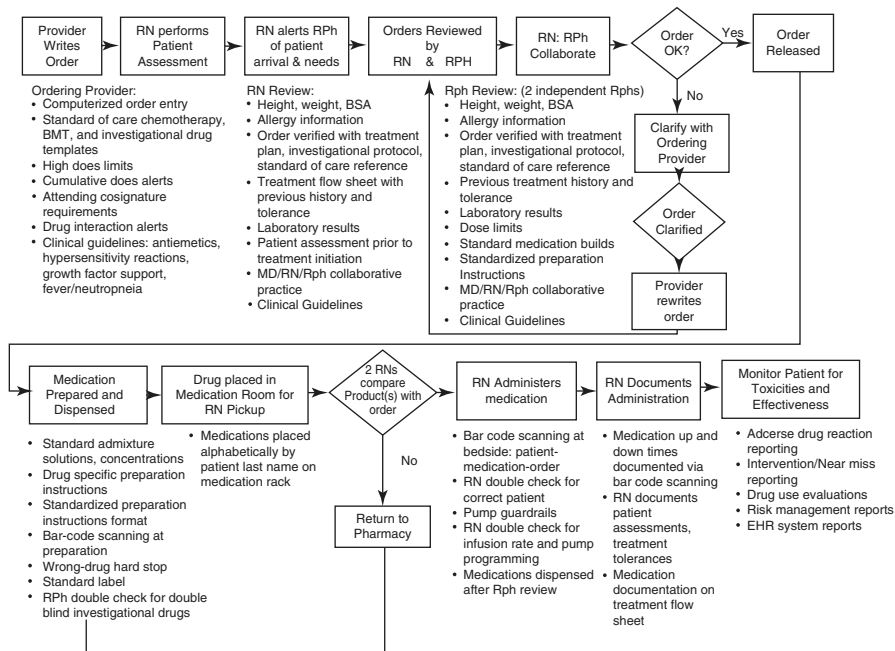 Provider
Writes
Order
RN performs
Patient
Assessment
RN alerts RPh
of patient
arrival & needs
Orders Reviewed
by
RN & RPH
RN: RPh
Collaborate
Order
OK?
Yes
Order
Released
No
Clarify with
Ordering
Provider
Order
Clarified
Provider
rewrites
order
Ordering Provider:
• Computerized order entry
• Standard of care chemotherapy,
BMT, and investigational drug
templates
• High does limits
• Cumulative does alerts
• Attending cosignature
requirements
• Drug interaction alerts
• Clinical guidelines: antiemetics,
hypersensitivity reactions,
growth factor support,
fever/neutropneia
RN Review:
• Height, weight, BSA
• Allergy information
• Order verified with treatment
plan, investigational protocol,
standard of care reference
• Treatment flow sheet with
previous history and
tolerance
• Laboratory results
• Patient assessment prior to
treatment initiation
• MD/RN/Rph collaborative
practice
• Clinical Guidelines
Rph Review: (2 independent Rphs)
• Height, weight, BSA
• Allergy information
• Order verified with treatment
plan, investigational protocol,
standard of care reference
• Previous treatment history and
tolerance
• Laboratory results
• Dose limits
• Standard medication builds
• Standardized preparation
Instructions
• MD/RN/Rph collaborative
practice
• Clinical Guidelines
Medication
Prepared and
Dispensed
Drug placed in
Medication Room for
RN Pickup
2 RNs
compare
Product(s) with
order
No
Return to
Pharmacy
RN Administers
medication
RN Documents
Administration
Monitor Patient for
Toxicities and
Effectiveness
• Standard admixture
solutions, concentrations
• Drug specific preparation
instructions
• Standardized preparation
instructions format
• Bar-code scanning at
preparation
• Wrong-drug hard stop
• Standard label
• RPh double check for double
blind investigational drugs
• Medications placed
alphabetically by
patient last name on
medication rack
• Bar code scanning at
bedside: patient-
medication-order
• RN double check for
correct patient
• Pump guardrails
• RN double check for
infusion rate and pump
programming
• Medications dispensed
after Rph review
• Medication up and
down times
documented via
bar code scanning
• RN documents
patient
assessments,
treatment
tolerances
• Medication
documentation on
treatment flow
sheet
• Adcerse drug reaction
reporting
• Intervention/Near miss
reporting
• Drug use evaluations
• Risk management reports
• EHR system reports